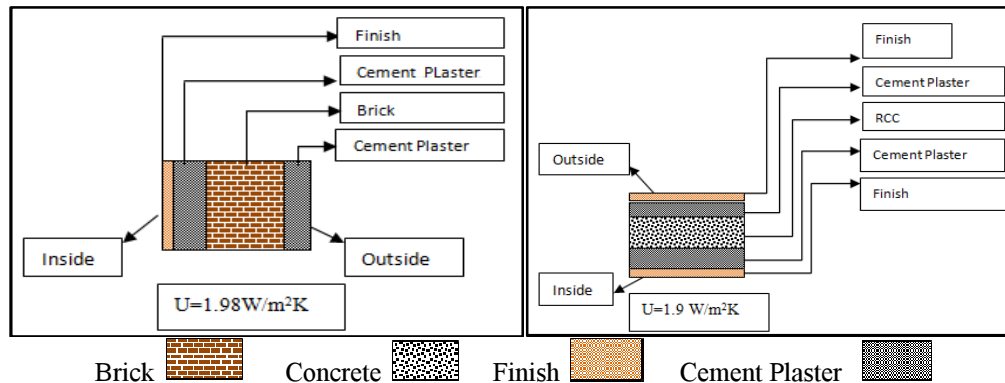 Finish
Cement PLaster
Brick
Cement Plaster
Inside
Outside
U=1.98W/m²K
Finish
Cement Plaster
RCC
Cement Plaster
Finish
Outside
Inside
U=1.9 W/m²K
Brick Concrete Finish Cement Plaster